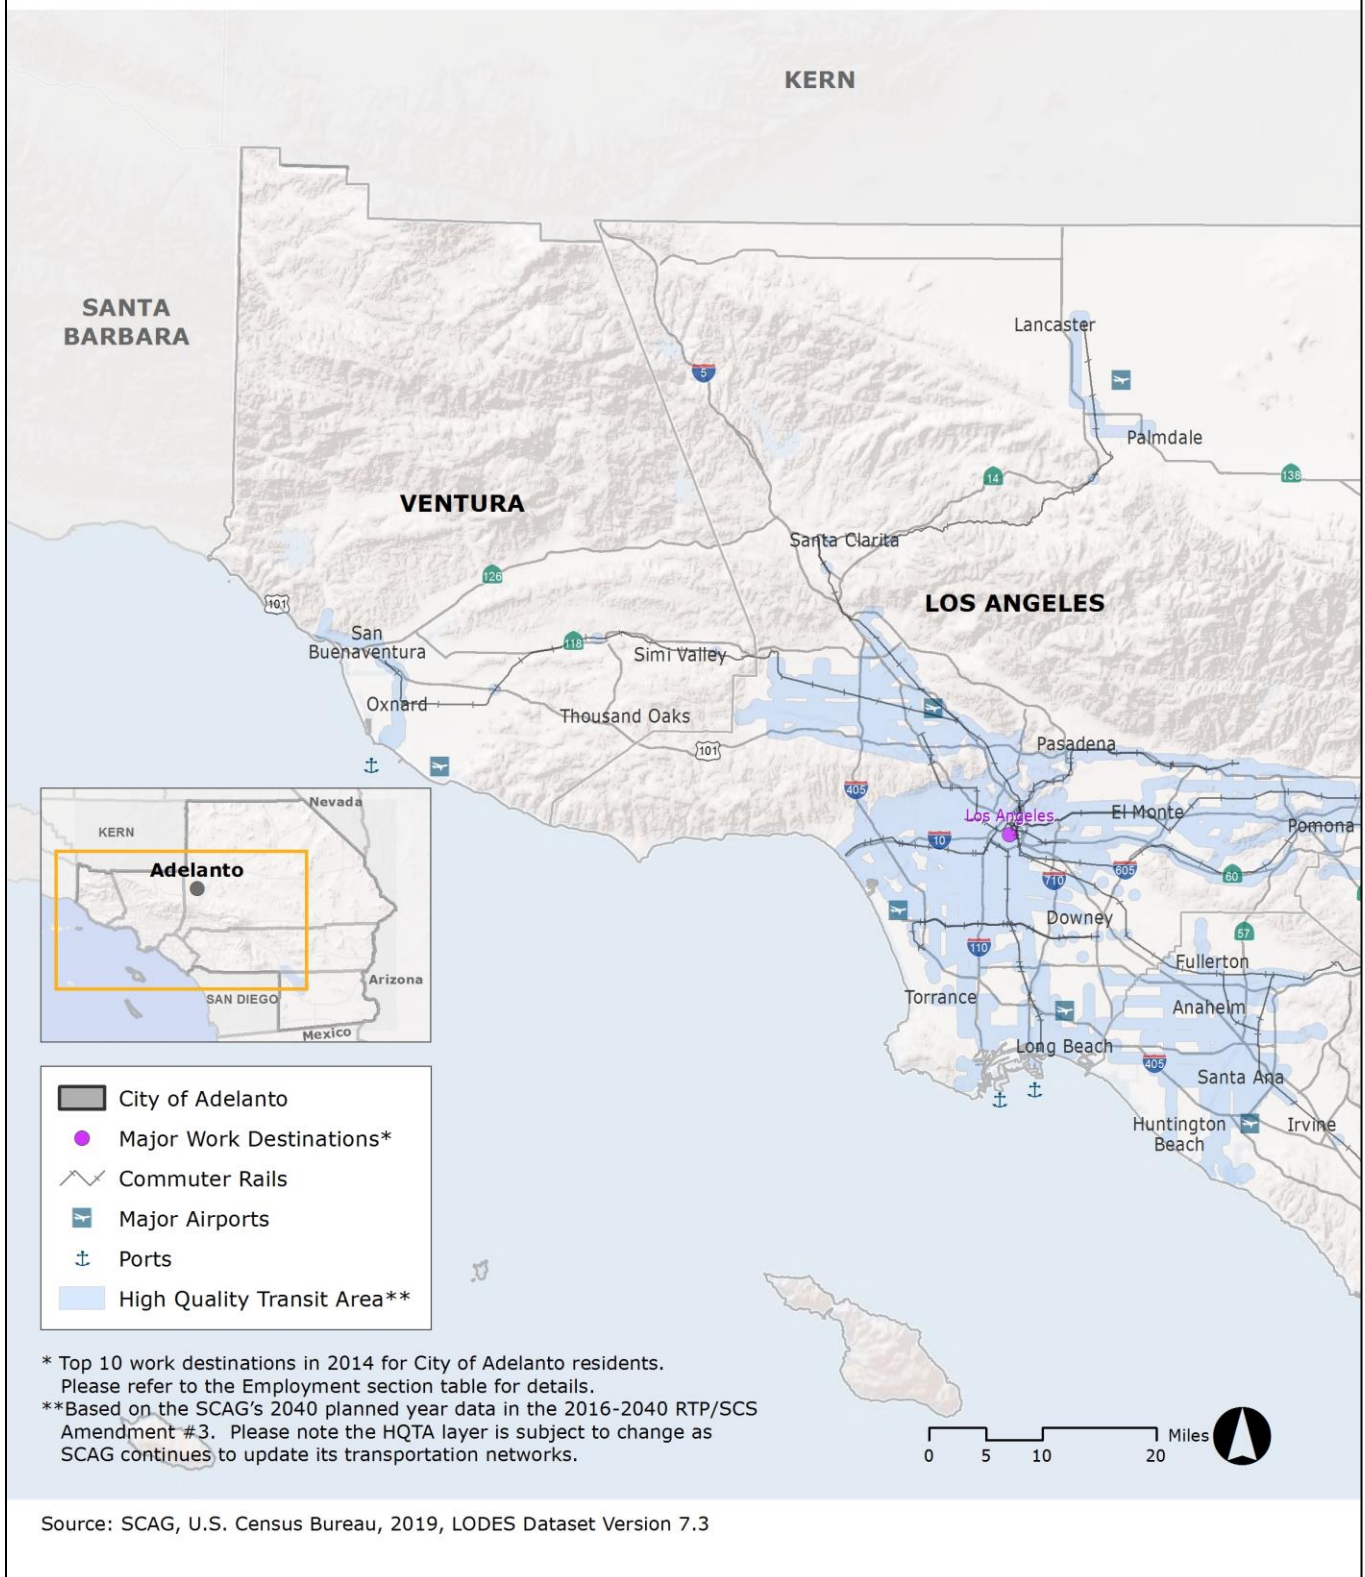 KERN
SANTA
BARBARA
Lancaster
5
Palmdale
14
138
VENTURA
Santa Clarita
126
101
LOS ANGELES
San
Buenaventura
118
Simi Valley
Oxnard
Thousand Oaks
101
Pasadena
405
Los Angeles
El Monte
Pomona
10
710
605
60
Downey
57
110
Fullerton
Torrance
Anaheim
Long Beach
405
Santa Ana
Huntington
Beach
Irvine
Nevada
KERN
Adelanto
Arizona
SAN DIEGO
Mexico
City of Adelanto
Major Work Destinations*
Commuter Rails
Major Airports
Ports
High Quality Transit Area**
* Top 10 work destinations in 2014 for City of Adelanto residents.
Please refer to the Employment section table for details.
**Based on the SCAG's 2040 planned year data in the 2016-2040 RTP/SCS
Amendment #3. Please note the HQTA layer is subject to change as
SCAG continues to update its transportation networks.
0 5 10 20 Miles
Source: SCAG, U.S. Census Bureau, 2019, LODES Dataset Version 7.3